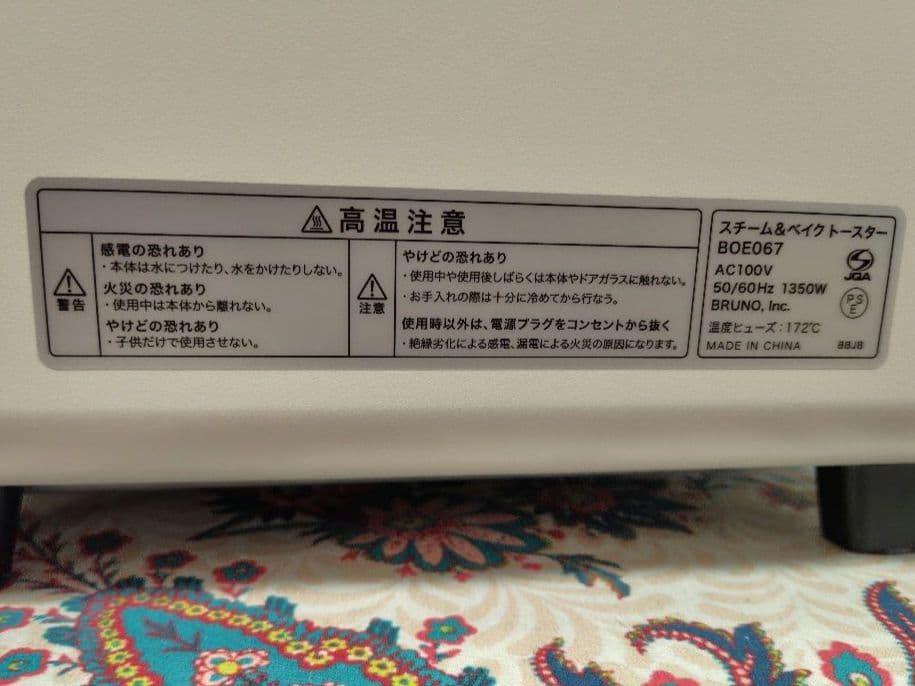 高温注意
警告
感電の恐れあり
・本体は水につけたり、水をかけたりしない。
火災の恐れあり
・使用中は本体から離れない。
やけどの恐れあり
・子供だけで使用させない。
注意
やけどの恐れあり
・使用中や使用後しばらくは本体やドアガラスに触れない。
・お手入れの際は十分に冷めてから行なう。
使用時以外は、電源プラグをコンセントから抜く
・絶縁劣化による感電、漏電による火災の原因になります。
スチーム&ベイクトースター
BOE067
AC100V
50/60Hz 1350W
BRUNO, Inc.
温度ヒューズ:172℃
MADE IN CHINA
JQA
PSE
BBJB